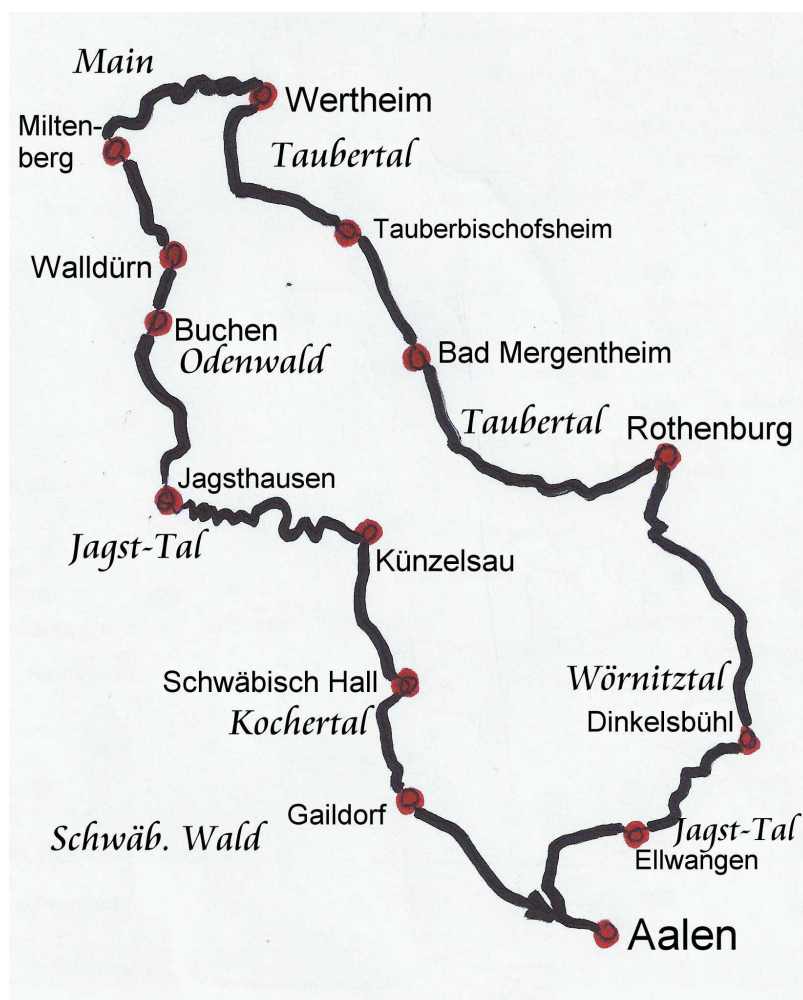 Main
Wertheim
Milten-
berg
Taubertal
Tauberbischofsheim
Walldürn
Buchen
Odenwald
Bad Mergentheim
Taubertal
Rothenburg
Jagsthausen
Jagst-Tal
Künzelsau
Schwäbisch Hall
Kochertal
Wörnitztal
Dinkelsbühl
Gaildorf
Schwäb. Wald
Jagst-Tal
Ellwangen
Aalen